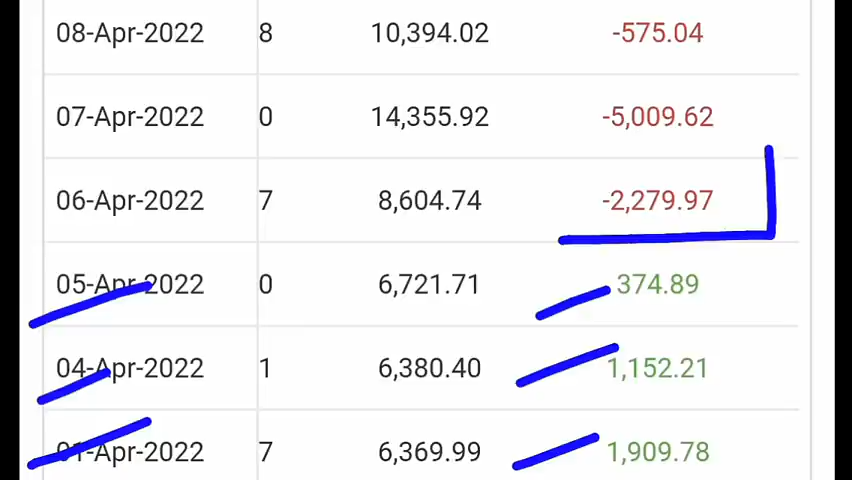 08-Apr-2022 8 10,394.02 -575.04
07-Apr-2022 0 14,355.92 -5,009.62
06-Apr-2022 7 8,604.74 -2,279.97
05-Apr-2022 0 6,721.71 374.89
04-Apr-2022 1 6,380.40 1,152.21
01-Apr-2022 7 6,369.99 1,909.78